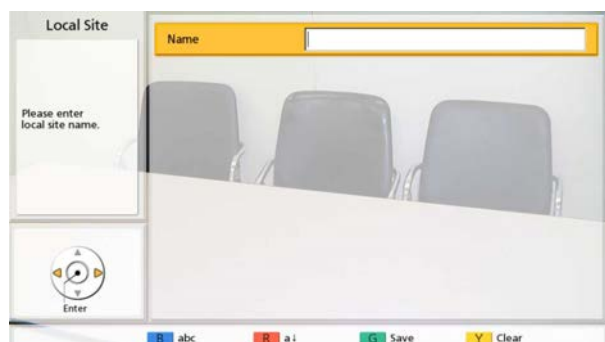 Local Site
Name
Please enter
local site name.
Enter
B abc R a↓ G Save Y Clear